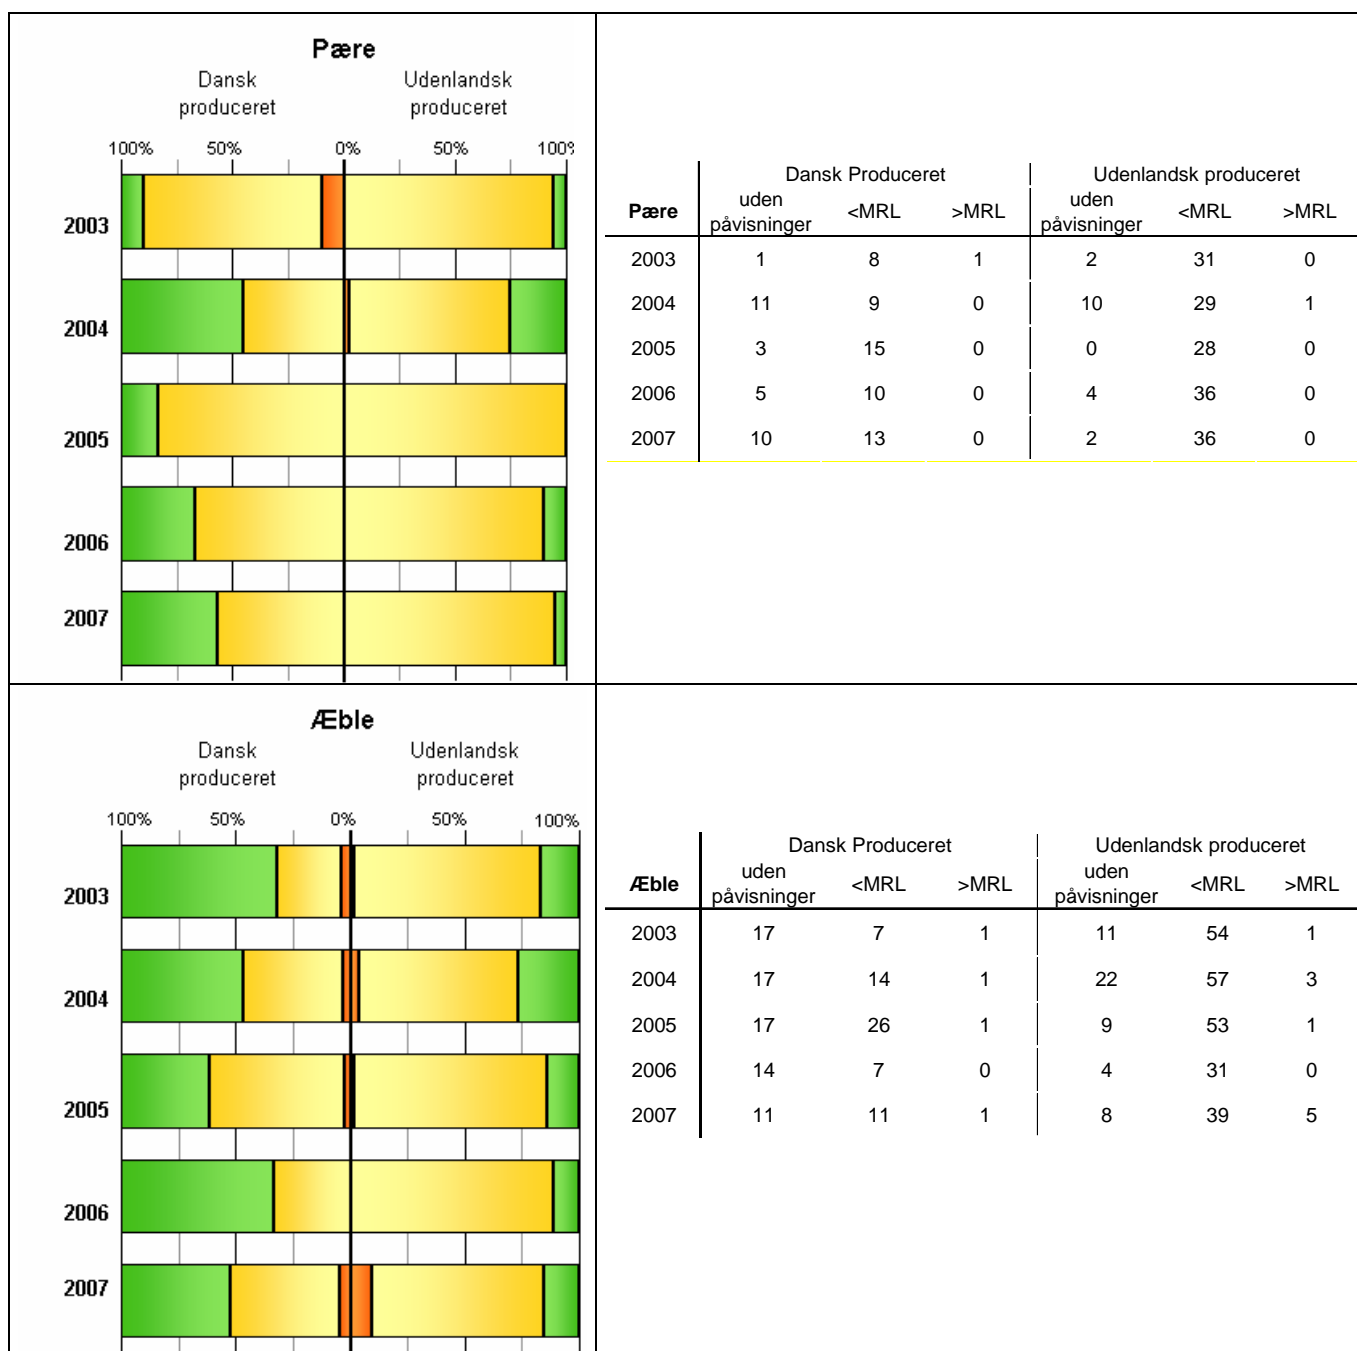 Pære
Dansk Udenlandsk
produceret produceret
100% 50% 0% 50% 100%
2003
2004
2005
2006
2007
Dansk Produceret Udenlandsk produceret
Pære uden påvisninger <MRL >MRL uden påvisninger <MRL >MRL
2003 1 8 1 2 31 0
2004 11 9 0 10 29 1
2005 3 15 0 0 28 0
2006 5 10 0 4 36 0
2007 10 13 0 2 36 0
Æble
Dansk Udenlandsk
produceret produceret
100% 50% 0% 50% 100%
2003
2004
2005
2006
2007
Dansk Produceret Udenlandsk produceret
Æble uden påvisninger <MRL >MRL uden påvisninger <MRL >MRL
2003 17 7 1 11 54 1
2004 17 14 1 22 57 3
2005 17 26 1 9 53 1
2006 14 7 0 4 31 0
2007 11 11 1 8 39 5